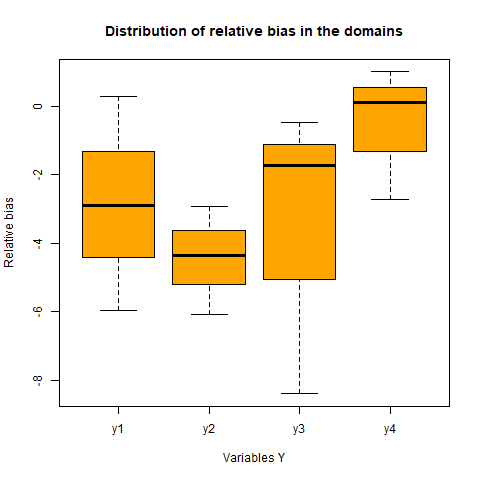 Distribution of relative bias in the domains
Relative bias
0
-2
-4
-6
-8
y1 y2 y3 y4
Variables Y